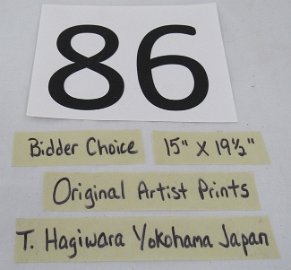 86
Bidder Choice 15" X 19½"
Original Artist Prints
T. Hagiwara Yokohama Japan